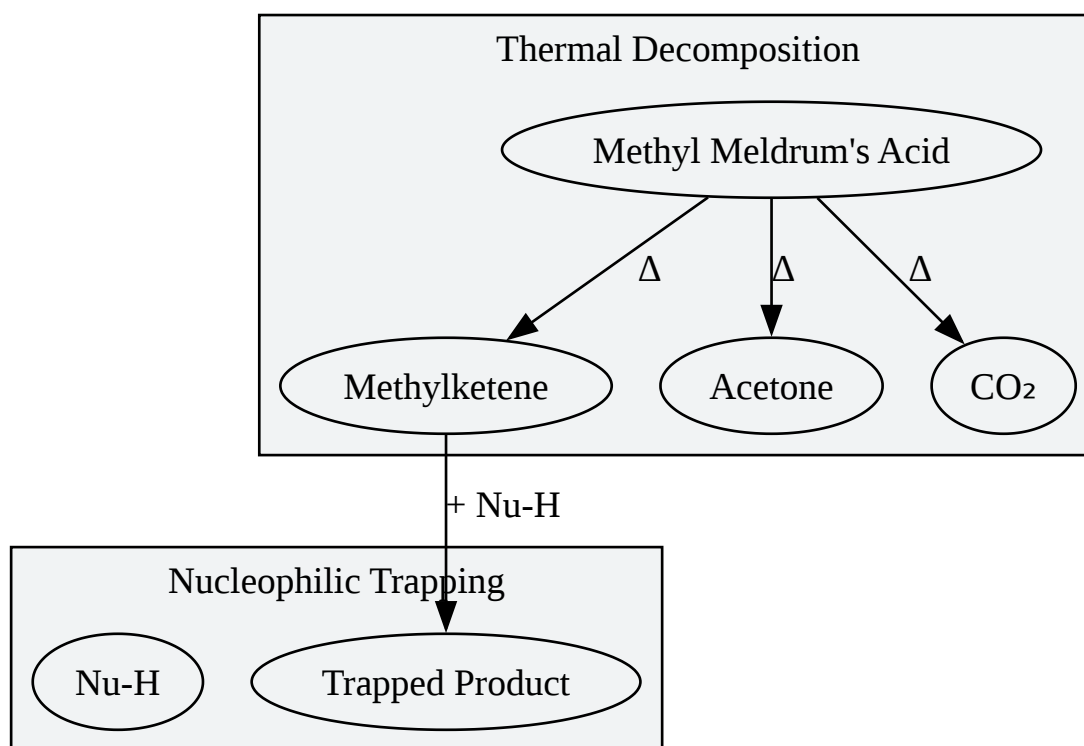 Thermal Decomposition
Methyl Meldrum's Acid
Δ
Δ
Δ
Methylketene
Acetone
CO₂
+ Nu-H
Nucleophilic Trapping
Nu-H
Trapped Product